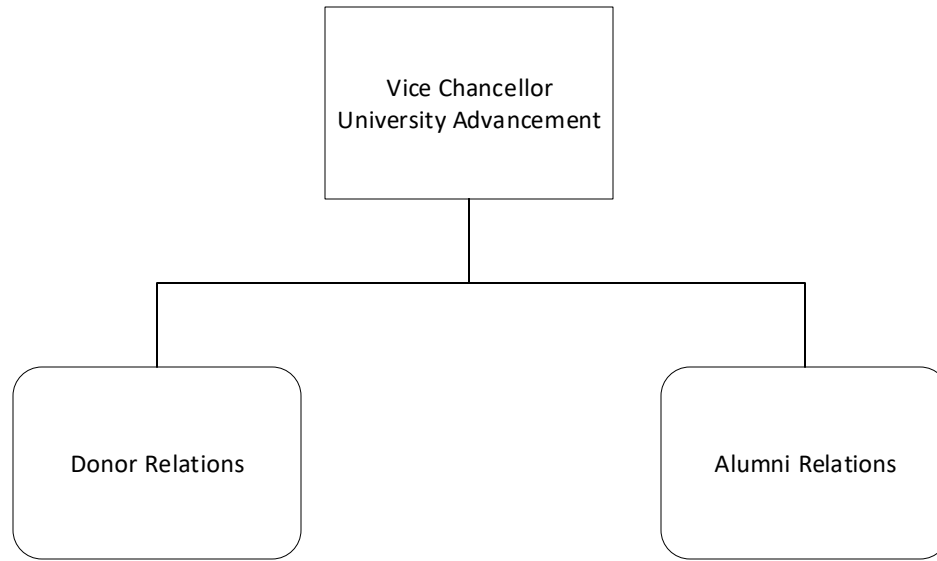 Vice Chancellor
University Advancement
Donor Relations
Alumni Relations